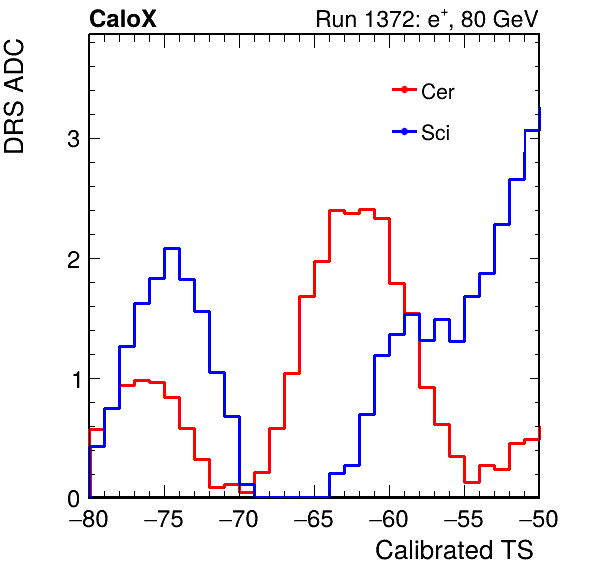 CaloX Run 1372: e⁺, 80 GeV
DRS ADC
Cer
Sci
3
2
1
0
−80 −75 −70 −65 −60 −55 −50
Calibrated TS